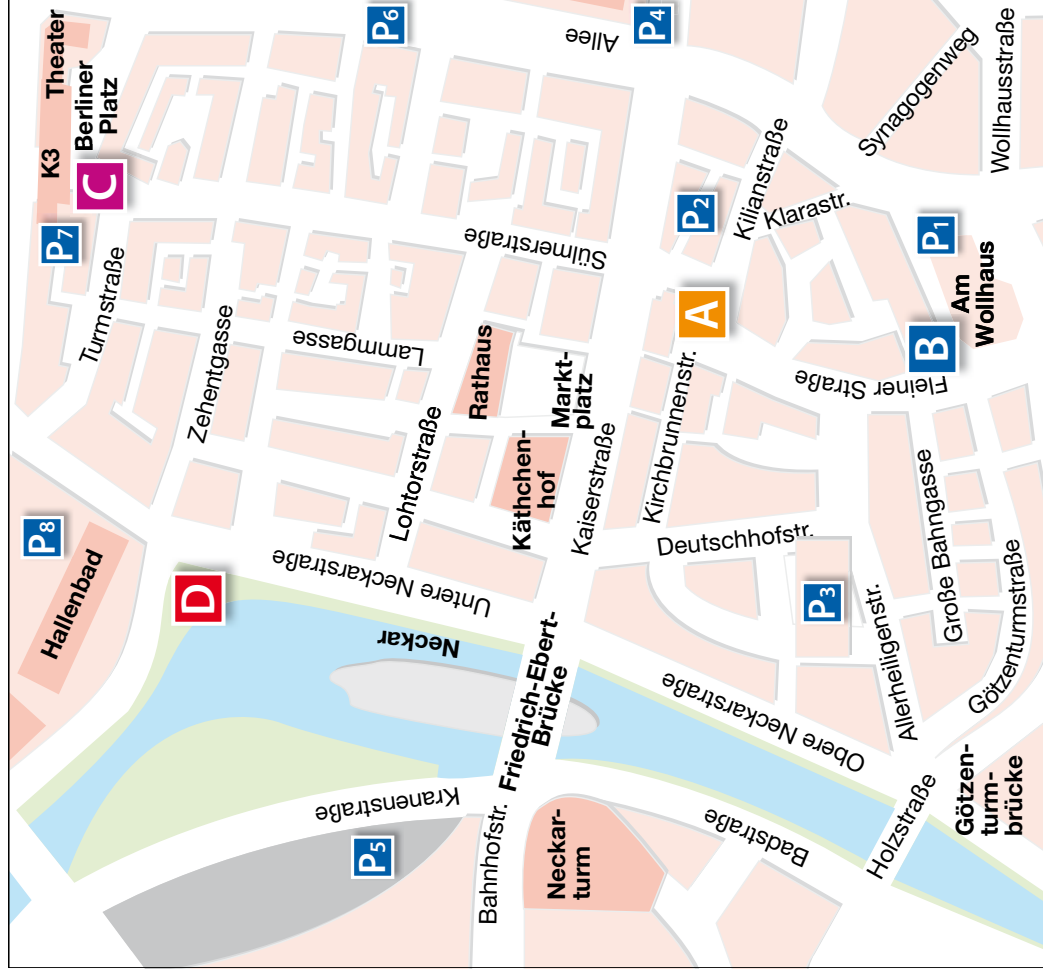 Theater
K3
Berliner
Platz
C
P7
P6
P4
Allee
Turmstraße
Zehentgasse
Lammgasse
Sülmerstraße
Lohtorstraße
Rathaus
Markt-
platz
Käthchen-
hof
Kaiserstraße
Kirchbrunnenstr.
A
P2
Kilianstraße
Klarastr.
Synagogenweg
Wollhausstraße
P1
Am
Wollhaus
B
Fleiner Straße
Große Bahngasse
Götzenturmstraße
Deutschhofstr.
P3
Allerheiligenstr.
Obere Neckarstraße
Untere Neckarstraße
Neckar
D
P8
Hallenbad
Friedrich-Ebert-
Brücke
Kranenstraße
P5
Bahnhofstr.
Neckar-
turm
Badstraße
Holzstraße
Götzen-
turm-
brücke